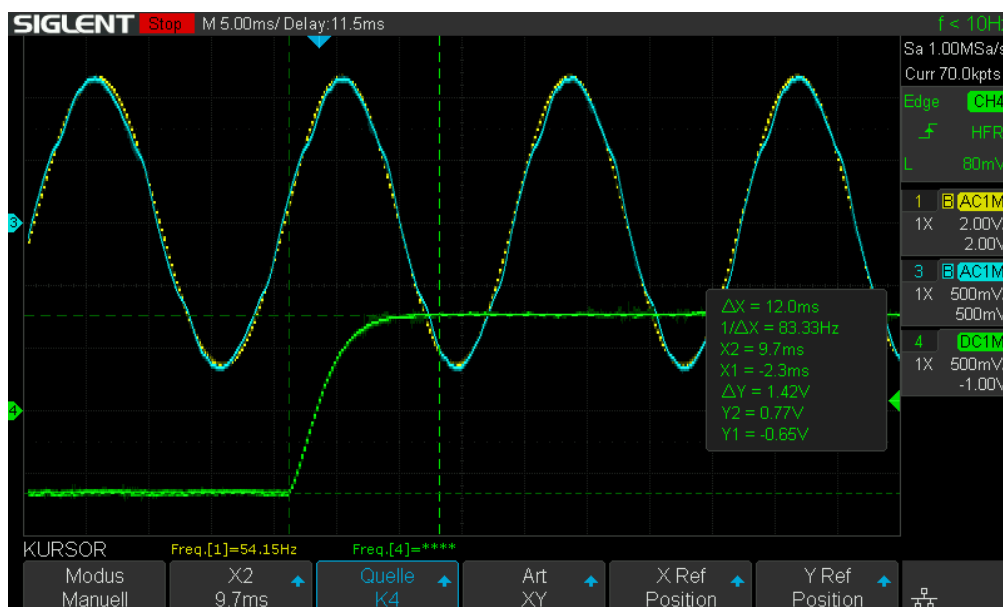 SIGLENT Stop M 5.00ms/ Delay:11.5ms f < 10Hz
Sa 1.00MSa/s
Curr 70.0kpts
Edge CH4
HFR
L 80mV
1 B AC1M
1X 2.00V/
2.00V
3 B AC1M
1X 500mV/
500mV
4 DC1M
1X 500mV/
-1.00V
3
4
ΔX = 12.0ms
1/ΔX = 83.33Hz
X2 = 9.7ms
X1 = -2.3ms
ΔY = 1.42V
Y2 = 0.77V
Y1 = -0.65V
KURSOR Freq.[1]=54.15Hz Freq.[4]=****
Modus X2 Quelle Art X Ref Y Ref
Manuell 9.7ms K4 XY Position Position